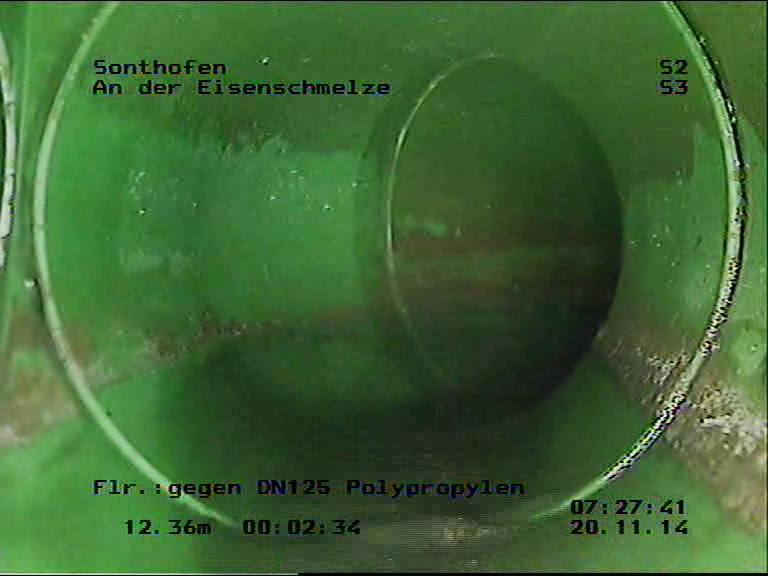 Sonthofen S2
An der Eisenschmelze S3
Flr.:gegen DN125 Polypropylen
07:27:41
12.36m 00:02:34 20.11.14